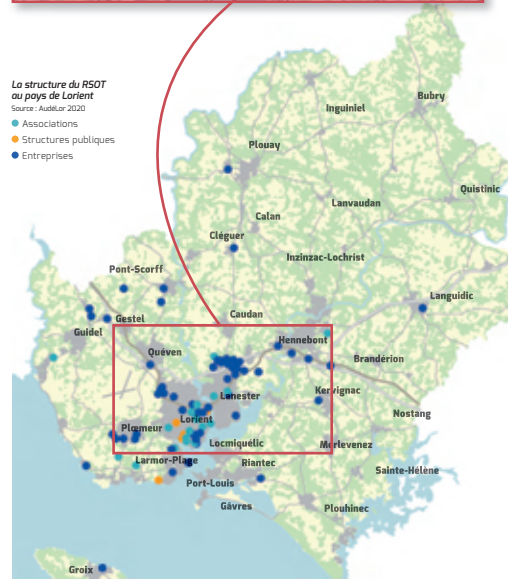 La structure du RSOT
au pays de Lorient
Source : AudéLor 2020
Associations
Structures publiques
Entreprises
Bubry
Inguiniel
Plouay
Quistinic
Lanvaudan
Calan
Cléguer
Inzinzac-Lochrist
Pont-Scorff
Languidic
Gestel
Caudan
Guidel
Hennebont
Quéven
Brandérion
Lanester
Kervignac
Nostang
Lorient
Plœmeur
Locmiquélic
Merlevenez
Larmor-Plage
Riantec
Sainte-Hélène
Port-Louis
Gâvres
Plouhinec
Groix